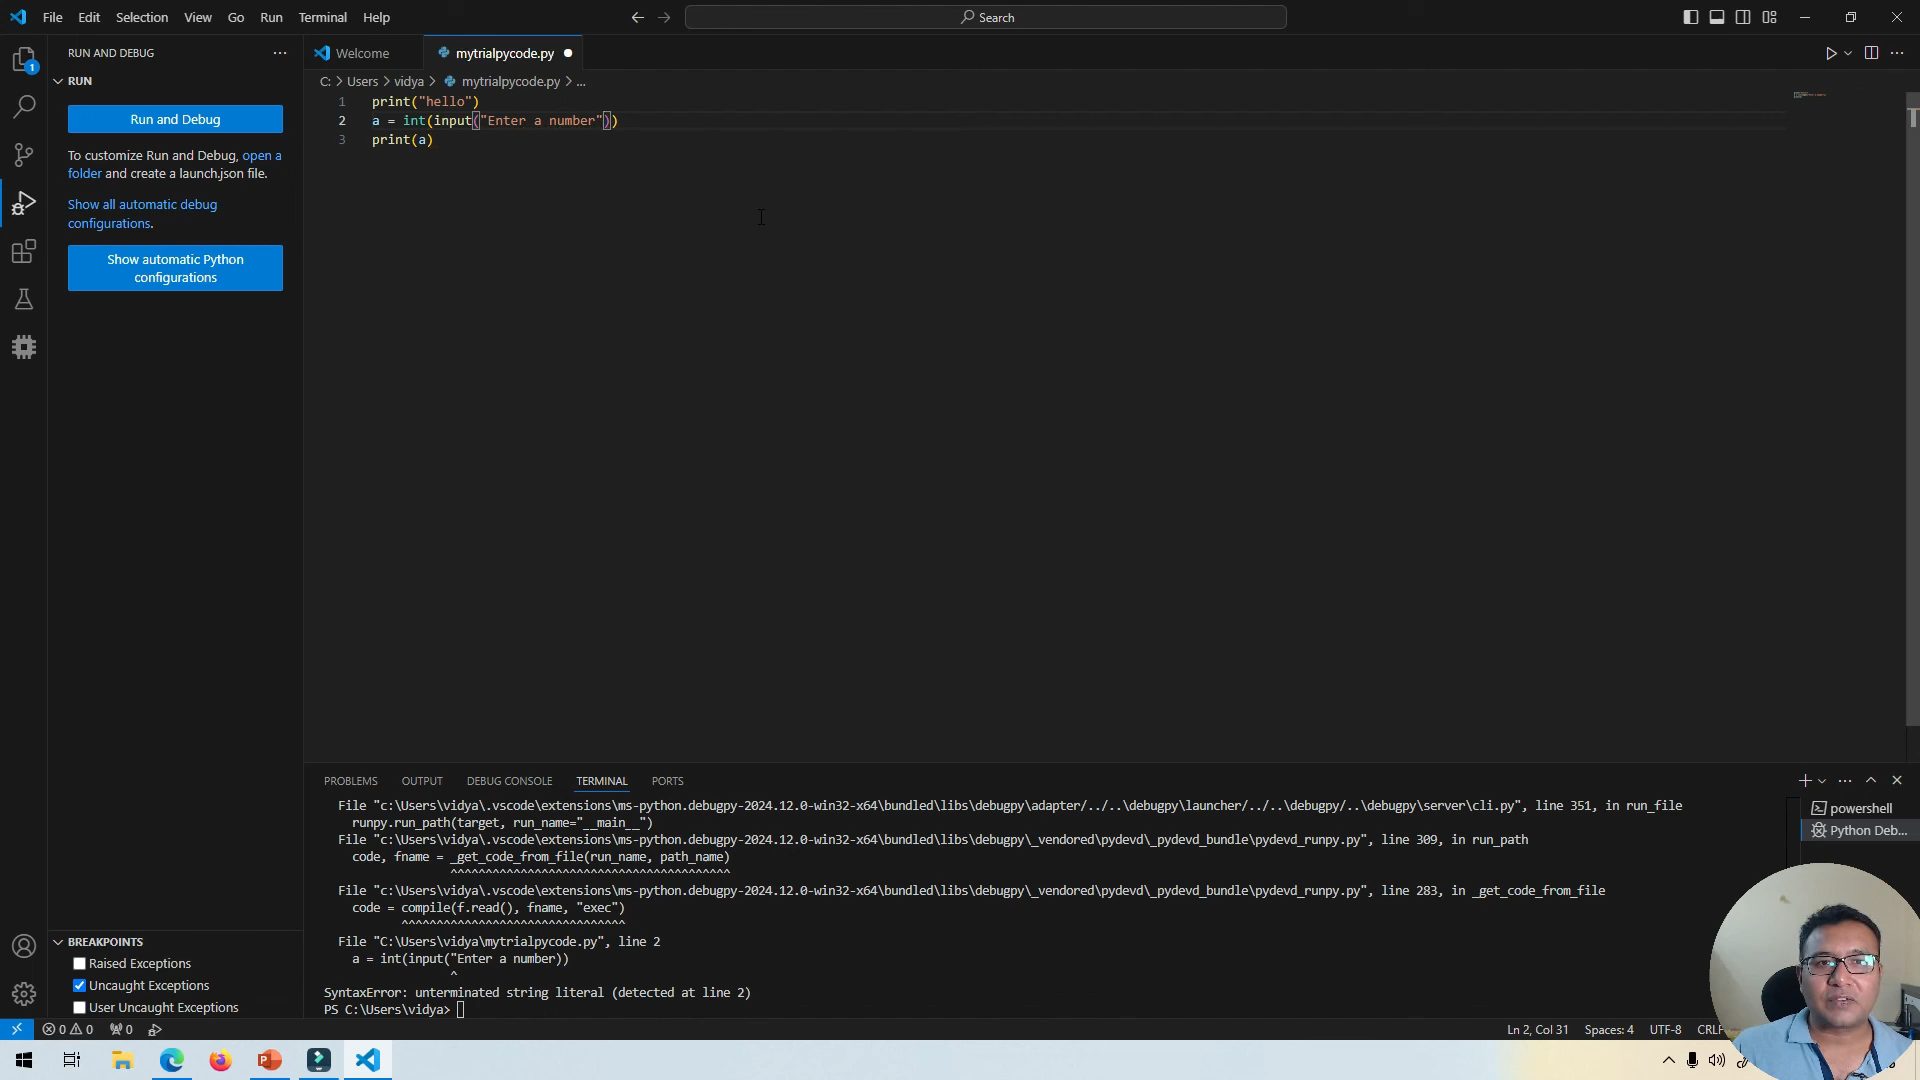 File Edit Selection View Go Run Terminal Help
Search
RUN AND DEBUG
RUN
Run and Debug
To customize Run and Debug, open a
folder and create a launch.json file.
Show all automatic debug
configurations.
Show automatic Python
configurations
Welcome
mytrialpycode.py
C: > Users > vidya > mytrialpycode.py > ...
1 print("hello")
2 a = int(input("Enter a number"))
3 print(a)
PROBLEMS OUTPUT DEBUG CONSOLE TERMINAL PORTS
File "c:\Users\vidya\.vscode\extensions\ms-python.debugpy-2024.12.0-win32-x64\bundled\libs\debugpy\adapter/../..\debugpy\launcher/../..\debugpy/..\debugpy\server\cli.py", line 351, in run_file
runpy.run_path(target, run_name="__main__")
File "c:\Users\vidya\.vscode\extensions\ms-python.debugpy-2024.12.0-win32-x64\bundled\libs\debugpy\_vendored\pydevd\_pydevd_bundle\pydevd_runpy.py", line 309, in run_path
code, fname = _get_code_from_file(run_name, path_name)
^^^^^^^^^^^^^^^^^^^^^^^^^^^^^^^^^^^^^^^^
File "c:\Users\vidya\.vscode\extensions\ms-python.debugpy-2024.12.0-win32-x64\bundled\libs\debugpy\_vendored\pydevd\_pydevd_bundle\pydevd_runpy.py", line 283, in _get_code_from_file
code = compile(f.read(), fname, "exec")
^^^^^^^^^^^^^^^^^^^^^^^^^^^^^^^^
File "C:\Users\vidya\mytrialpycode.py", line 2
a = int(input("Enter a number))
^
SyntaxError: unterminated string literal (detected at line 2)
PS C:\Users\vidya>
powershell
Python Deb...
BREAKPOINTS
Raised Exceptions
Uncaught Exceptions
User Uncaught Exceptions
1
0 0 0
Ln 2, Col 31 Spaces: 4 UTF-8 CRLF